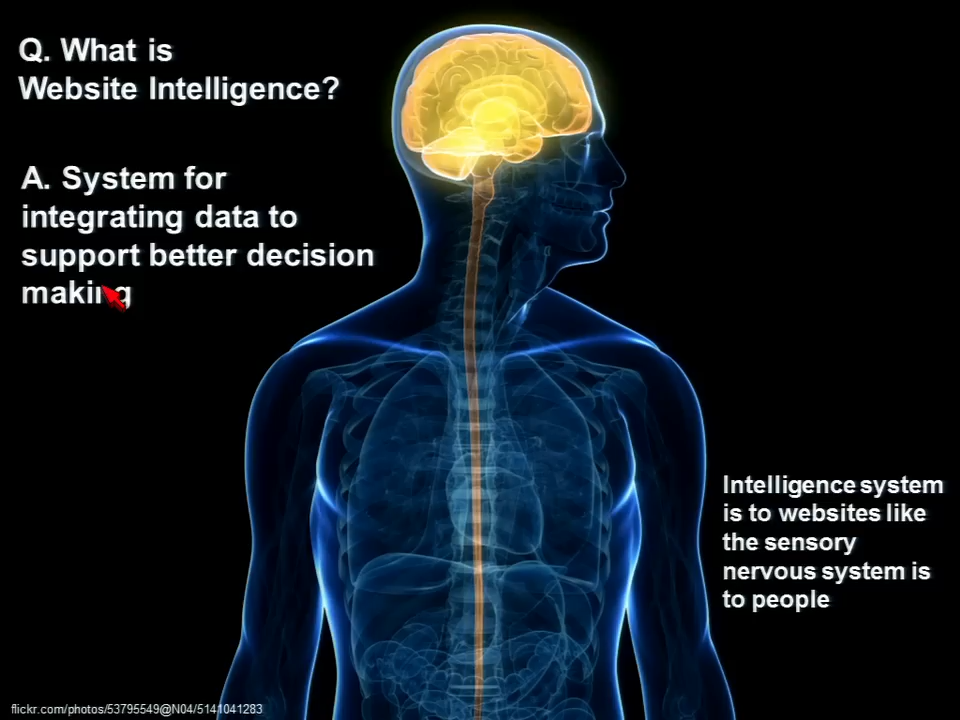 Q. What is
Website Intelligence?
A. System for
integrating data to
support better decision
making
Intelligence system
is to websites like
the sensory
nervous system is
to people
flickr.com/photos/53795549@N04/5141041283